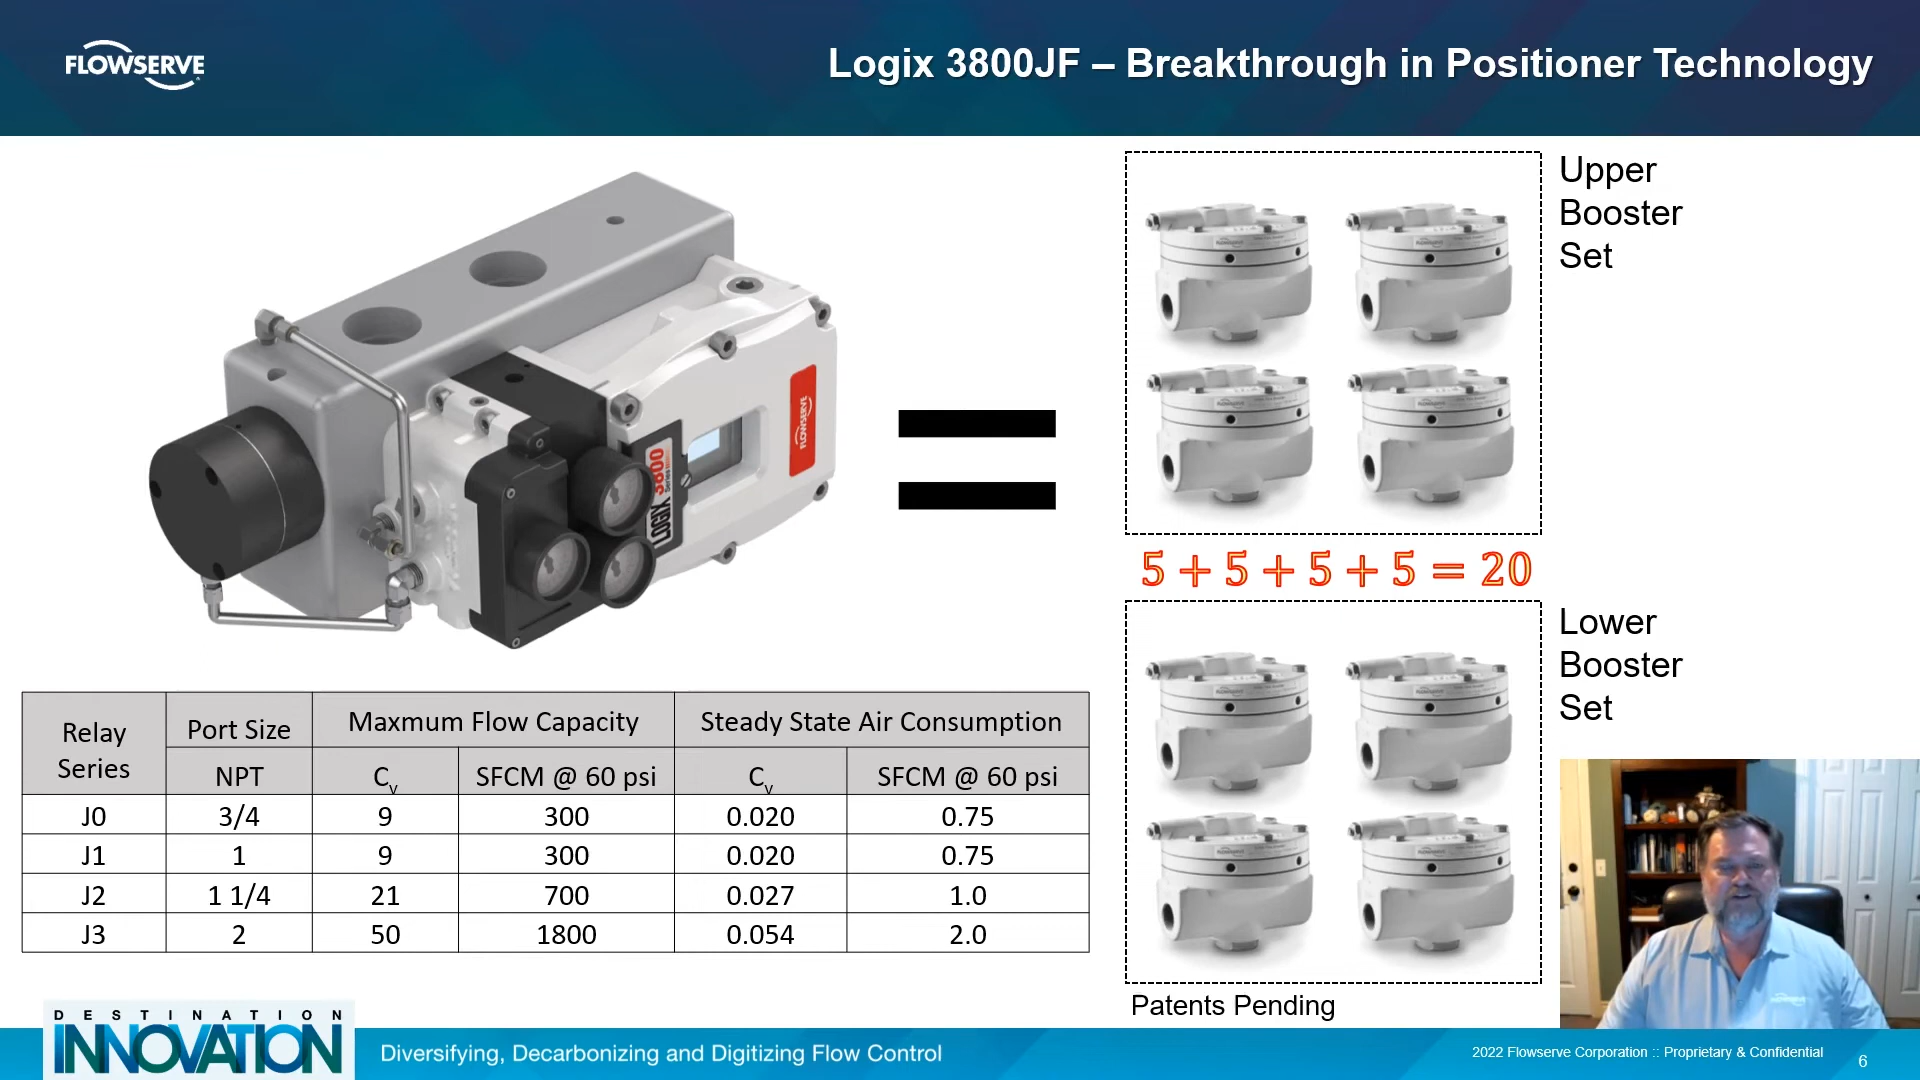 FLOWSERVE
Logix 3800JF – Breakthrough in Positioner Technology
Upper
Booster
Set
FLOWSERVE
3800
LOGIX
5 + 5 + 5 + 5 = 20
Lower
Booster
Set
Relay Series
Port Size
Maxmum Flow Capacity
Steady State Air Consumption
NPT
Cv
SFCM @ 60 psi
Cv
SFCM @ 60 psi
J0 3/4 9 300 0.020 0.75
J1 1 9 300 0.020 0.75
J2 1 1/4 21 700 0.027 1.0
J3 2 50 1800 0.054 2.0
Patents Pending
DESTINATION
INNOVATION
Diversifying, Decarbonizing and Digitizing Flow Control
2022 Flowserve Corporation :: Proprietary & Confidential
6